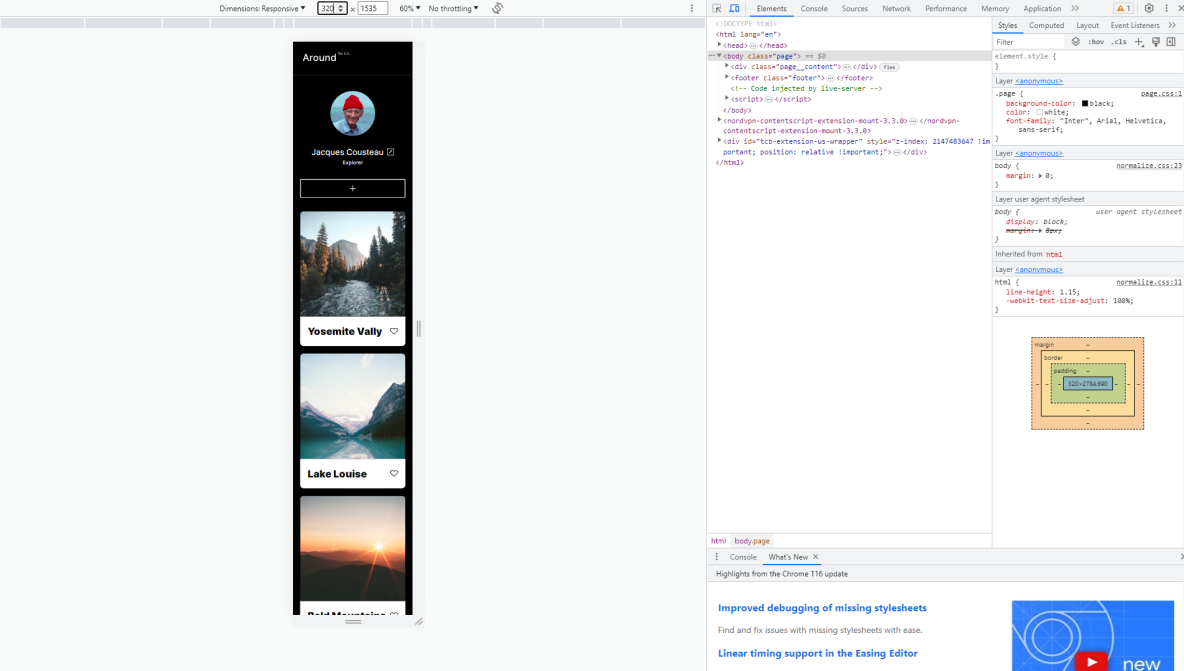 Dimensions: Responsive ▼ 320 x 1535 60% ▼ No throttling ▼
Elements Console Sources Network Performance Memory Application >> 1
Around The U.S.
Jacques Cousteau
Explorer
+
Yosemite Vally
Lake Louise
Bald Mountains
<!DOCTYPE html>
<html lang="en">
<head>…</head>
<body class="page"> == $0
<div class="page__content">…</div> flex
<footer class="footer">…</footer>
<!-- Code injected by live-server -->
<script>…</script>
</body>
<nordvpn-contentscript-extension-mount-3.3.0>…</nordvpn-
contentscript-extension-mount-3.3.0>
<div id="tcb-extension-us-wrapper" style="z-index: 2147483647 !im
portant; position: relative !important;">…</div>
</html>
html body.page
Styles Computed Layout Event Listeners >>
Filter :hov .cls +
element.style {
}
Layer <anonymous>
.page { page.css:1
background-color: black;
color: white;
font-family: "Inter", Arial, Helvetica,
sans-serif;
}
Layer <anonymous>
body { normalize.css:23
margin: 0;
}
Layer user agent stylesheet
body { user agent stylesheet
display: block;
margin: 8px;
}
Inherited from html
Layer <anonymous>
html { normalize.css:11
line-height: 1.15;
-webkit-text-size-adjust: 100%;
}
margin -
border -
padding -
- - - 320×2784.690 - - -
-
-
-
Console What's New ×
Highlights from the Chrome 116 update
Improved debugging of missing stylesheets
Find and fix issues with missing stylesheets with ease.
Linear timing support in the Easing Editor
new